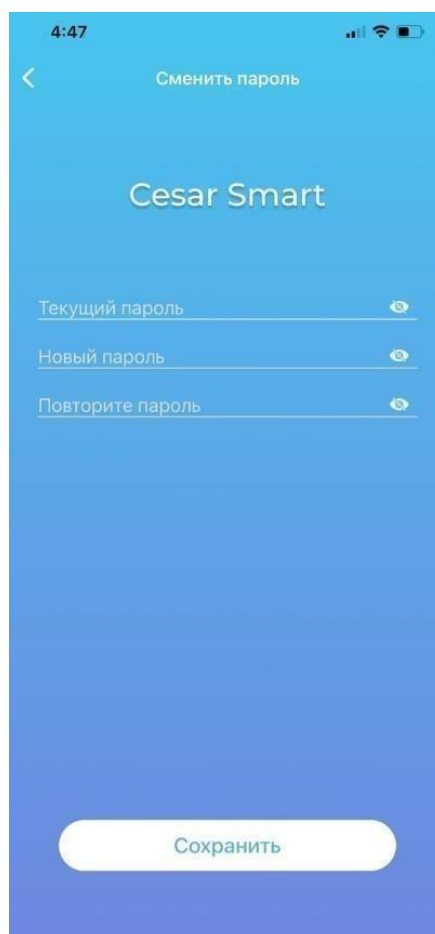 4:47
Сменить пароль
Cesar Smart
Текущий пароль
Новый пароль
Повторите пароль
Сохранить